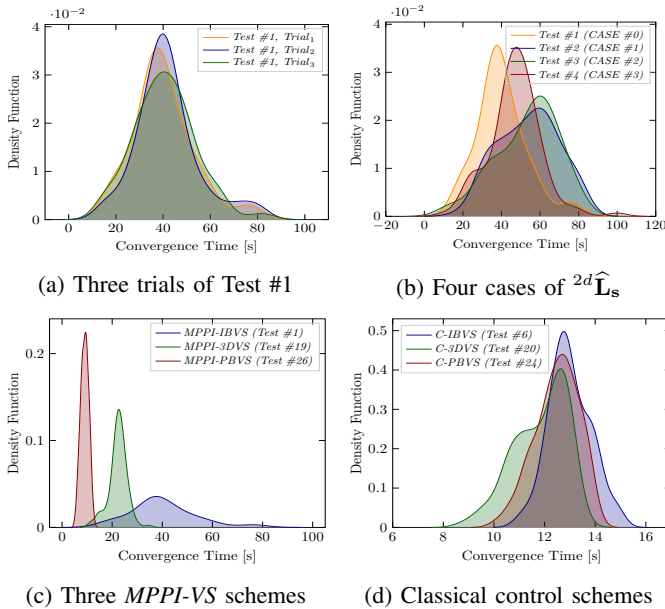 4 ·10⁻²
Test #1, Trial₁
Test #1, Trial₂
Test #1, Trial₃
Density Function
3
2
1
0
0 20 40 60 80 100
Convergence Time [s]
(a) Three trials of Test #1
4 ·10⁻²
Test #1 (CASE #0)
Test #2 (CASE #1)
Test #3 (CASE #2)
Test #4 (CASE #3)
Density Function
3
2
1
0
−20 0 20 40 60 80 100 120
Convergence Time [s]
(b) Four cases of ²ᵈL̂ₛ
MPPI-IBVS (Test #1)
MPPI-3DVS (Test #19)
MPPI-PBVS (Test #26)
Density Function
0.2
0.1
0
0 20 40 60 80 100
Convergence Time [s]
(c) Three MPPI-VS schemes
C-IBVS (Test #6)
C-3DVS (Test #20)
C-PBVS (Test #24)
Density Function
0.5
0.4
0.3
0.2
0.1
0
6 8 10 12 14 16
Convergence Time [s]
(d) Classical control schemes